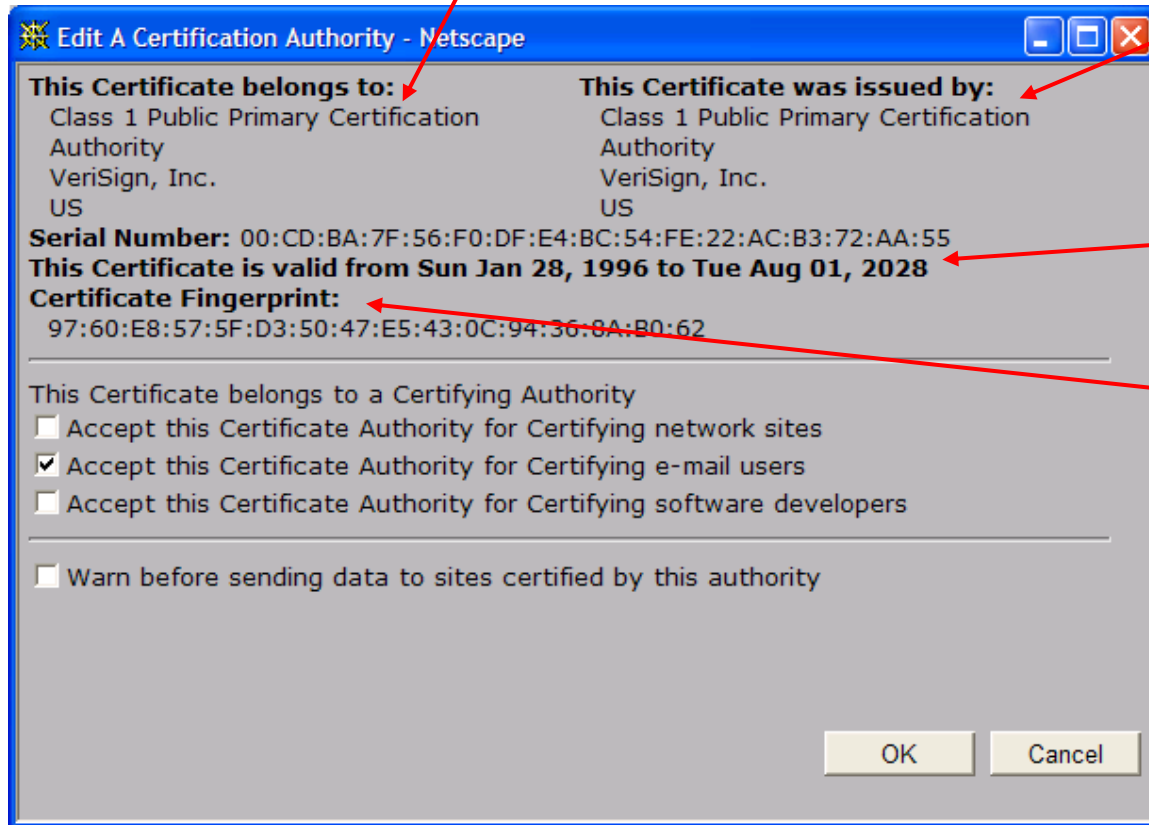 Edit A Certification Authority - Netscape
This Certificate belongs to: This Certificate was issued by:
Class 1 Public Primary Certification Class 1 Public Primary Certification
Authority Authority
VeriSign, Inc. VeriSign, Inc.
US US
Serial Number: 00:CD:BA:7F:56:F0:DF:E4:BC:54:FE:22:AC:B3:72:AA:55
This Certificate is valid from Sun Jan 28, 1996 to Tue Aug 01, 2028
Certificate Fingerprint:
97:60:E8:57:5F:D3:50:47:E5:43:0C:94:36:8A:B0:62
This Certificate belongs to a Certifying Authority
Accept this Certificate Authority for Certifying network sites
Accept this Certificate Authority for Certifying e-mail users
Accept this Certificate Authority for Certifying software developers
Warn before sending data to sites certified by this authority
OK Cancel